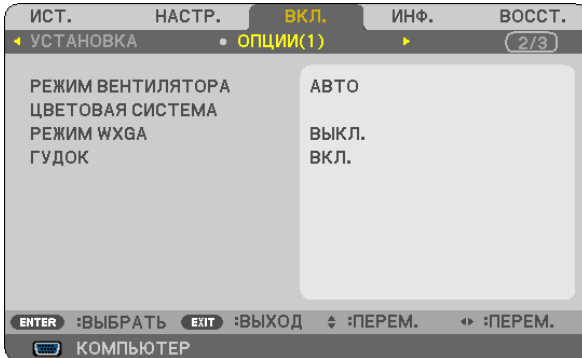 ИСТ. НАСТР. ВКЛ. ИНФ. ВОССТ.
УСТАНОВКА • ОПЦИИ(1) 2/3
РЕЖИМ ВЕНТИЛЯТОРА АВТО
ЦВЕТОВАЯ СИСТЕМА
РЕЖИМ WXGA ВЫКЛ.
ГУДОК ВКЛ.
ENTER :ВЫБРАТЬ EXIT :ВЫХОД :ПЕРЕМ. :ПЕРЕМ.
КОМПЬЮТЕР